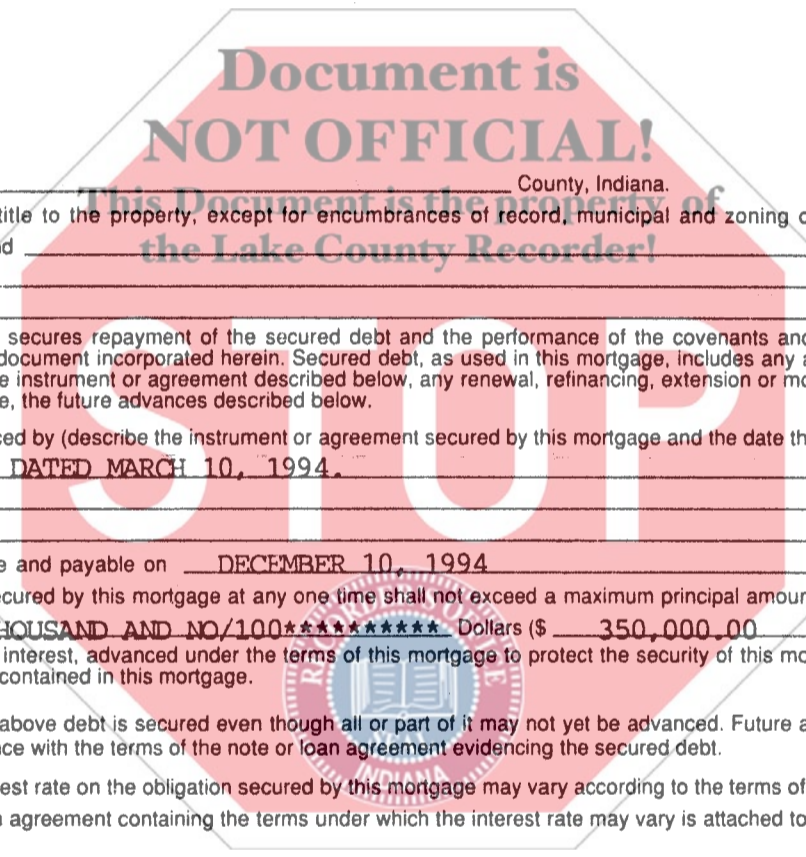 Document is
NOT OFFICIAL!
County, Indiana.
This Document is the property of
title to the property, except for encumbrances of record, municipal and zoning
the Lake County Recorder!
secures repayment of the secured debt and the performance of the covenants and
document incorporated herein. Secured debt, as used in this mortgage, includes any
instrument or agreement described below, any renewal, refinancing, extension or
e, the future advances described below.
STOP
ced by (describe the instrument or agreement secured by this mortgage and the date
DATED MARCH 10, 1994.
e and payable on DECEMBER 10, 1994
ecured by this mortgage at any one time shall not exceed a maximum principal
HOUSAND AND NO/100********** Dollars ($ 350,000.00
interest, advanced under the terms of this mortgage to protect the security of this
contained in this mortgage.
RECORDER'S OFFICE
SEAL
INDIANA
above debt is secured even though all or part of it may not yet be advanced. Future
nce with the terms of the note or loan agreement evidencing the secured debt.
est rate on the obligation secured by this mortgage may vary according to the terms of
agreement containing the terms under which the interest rate may vary is attached to